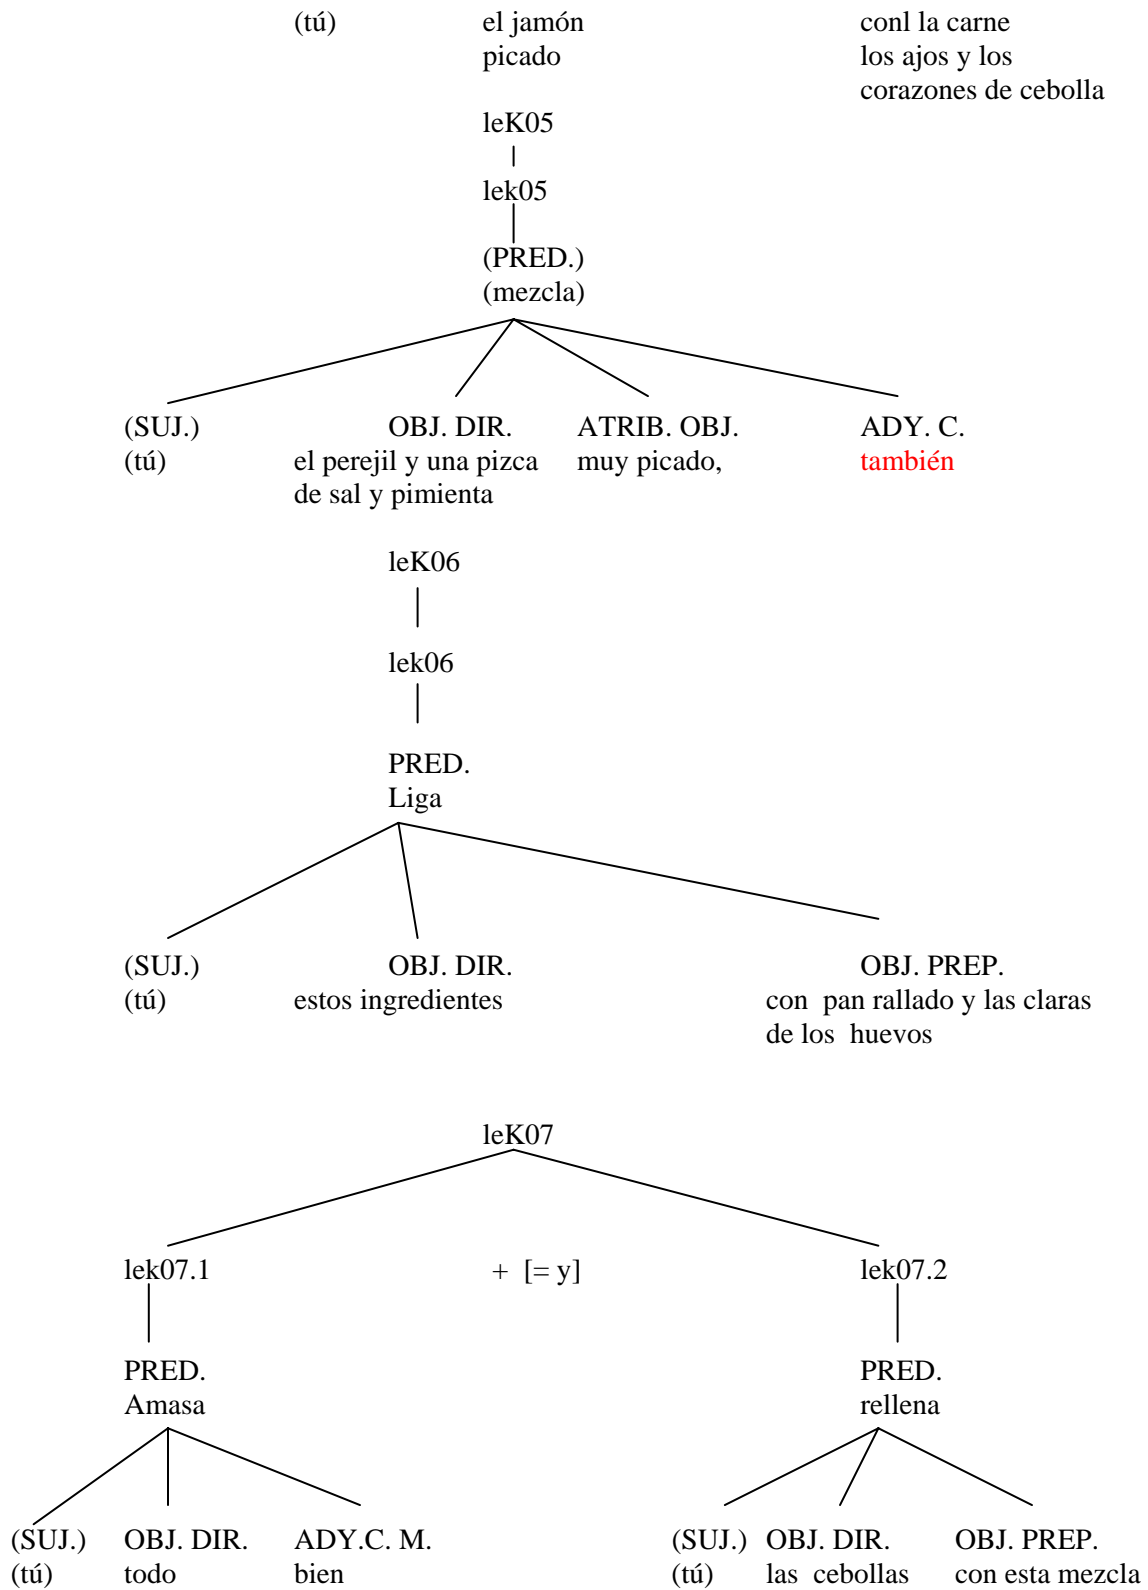 (tú) el jamón conl la carne
picado los ajos y los
corazones de cebolla
leK05
lek05
(PRED.)
(mezcla)
(SUJ.) OBJ. DIR. ATRIB. OBJ. ADY. C.
(tú) el perejil y una pizca muy picado, también
de sal y pimienta
leK06
lek06
PRED.
Liga
(SUJ.) OBJ. DIR. OBJ. PREP.
(tú) estos ingredientes con pan rallado y las claras
de los huevos
leK07
lek07.1 + [= y] lek07.2
PRED. PRED.
Amasa rellena
(SUJ.) OBJ. DIR. ADY.C. M. (SUJ.) OBJ. DIR. OBJ. PREP.
(tú) todo bien (tú) las cebollas con esta mezcla